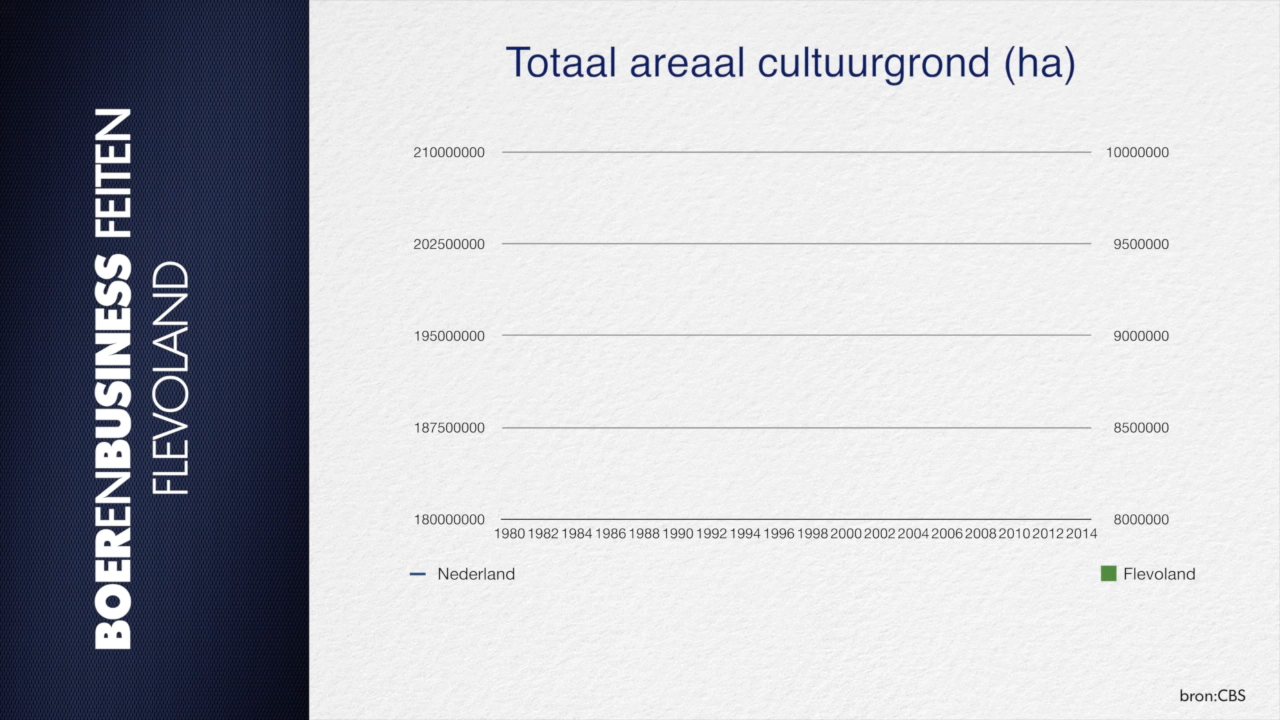 BOERENBUSINESS FEITEN
FLEVOLAND
Totaal areaal cultuurgrond (ha)
210000000 10000000
202500000 9500000
195000000 9000000
187500000 8500000
180000000 8000000
1980 1982 1984 1986 1988 1990 1992 1994 1996 1998 2000 2002 2004 2006 2008 2010 2012 2014
Nederland Flevoland
bron:CBS